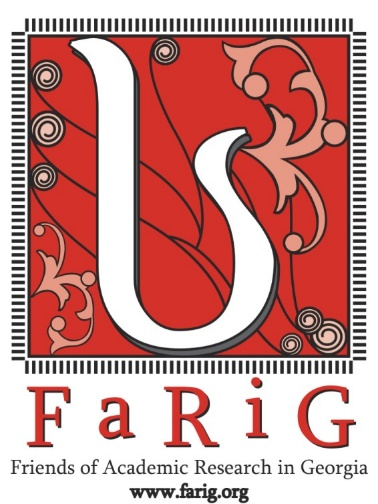 ს
FaRiG
Friends of Academic Research in Georgia
www.farig.org